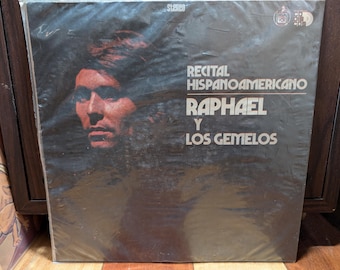 RECITAL
HISPANOAMERICANO
RAPHAEL
Y
LOS GEMELOS